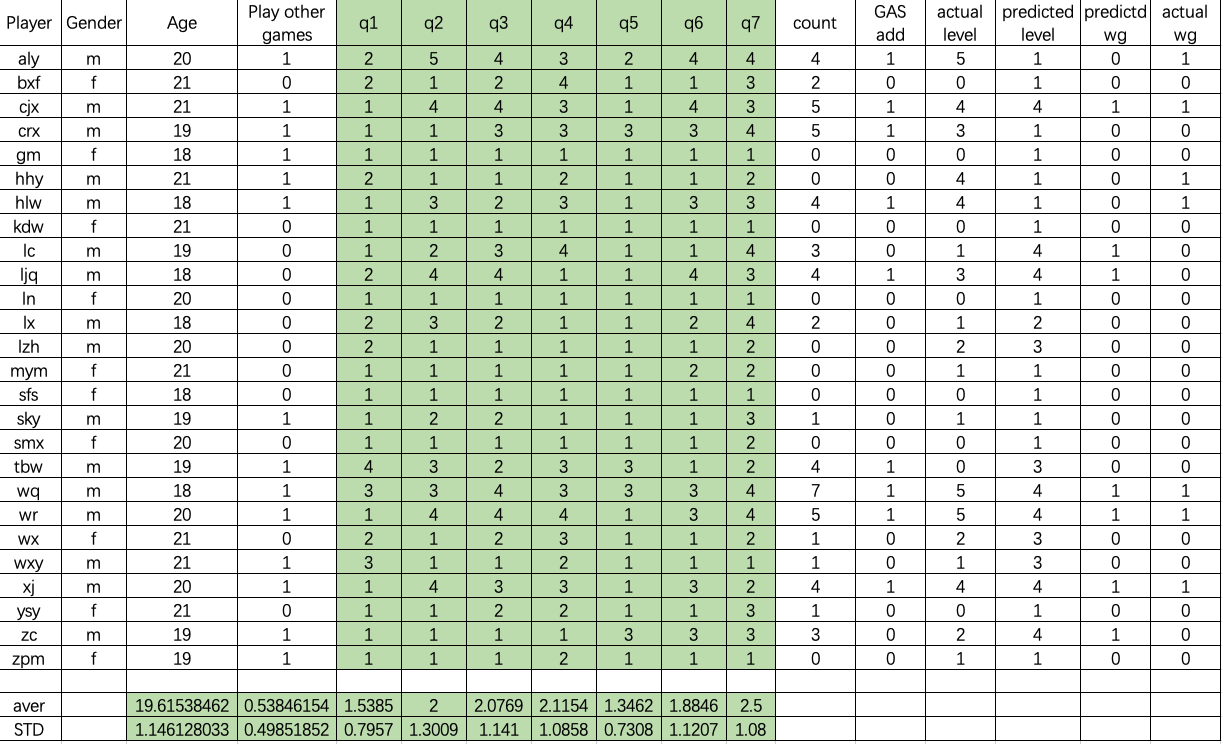 Player Gender Age Play other games q1 q2 q3 q4 q5 q6 q7 count GAS add actual level predicted level predictd wg actual wg
aly m 20 1 2 5 4 3 2 4 4 4 1 5 1 0 1
bxf f 21 0 2 1 2 4 1 1 3 2 0 0 1 0 0
cjx m 21 1 1 4 4 3 1 4 3 5 1 4 4 1 1
crx m 19 1 1 1 3 3 3 3 4 5 1 3 1 0 0
gm f 18 1 1 1 1 1 1 1 1 0 0 0 1 0 0
hhy m 21 1 2 1 1 2 1 1 2 0 0 4 1 0 1
hlw m 18 1 1 3 2 3 1 3 3 4 1 4 1 0 1
kdw f 21 0 1 1 1 1 1 1 1 0 0 0 1 0 0
lc m 19 0 1 2 3 4 1 1 4 3 0 1 4 1 0
ljq m 18 0 2 4 4 1 1 4 3 4 1 3 4 1 0
ln f 20 0 1 1 1 1 1 1 1 0 0 0 1 0 0
lx m 18 0 2 3 2 1 1 2 4 2 0 1 2 0 0
lzh m 20 0 2 1 1 1 1 1 2 0 0 2 3 0 0
mym f 21 0 1 1 1 1 1 2 2 0 0 1 1 0 0
sfs f 18 0 1 1 1 1 1 1 1 0 0 0 1 0 0
sky m 19 1 1 2 2 1 1 1 3 1 0 1 1 0 0
smx f 20 0 1 1 1 1 1 1 2 0 0 0 1 0 0
tbw m 19 1 4 3 2 3 3 1 2 4 1 0 3 0 0
wq m 18 1 3 3 4 3 3 3 4 7 1 5 4 1 1
wr m 20 1 1 4 4 4 1 3 4 5 1 5 4 1 1
wx f 21 0 2 1 2 3 1 1 2 1 0 2 3 0 0
wxy m 21 1 3 1 1 2 1 1 1 1 0 1 3 0 0
xj m 20 1 1 4 3 3 1 3 2 4 1 4 4 1 1
ysy f 21 0 1 1 2 2 1 1 3 1 0 0 1 0 0
zc m 19 1 1 1 1 1 3 3 3 3 0 2 4 1 0
zpm f 19 1 1 1 1 2 1 1 1 0 0 1 1 0 0
aver 19.61538462 0.53846154 1.5385 2 2.0769 2.1154 1.3462 1.8846 2.5
STD 1.146128033 0.49851852 0.7957 1.3009 1.141 1.0858 0.7308 1.1207 1.08